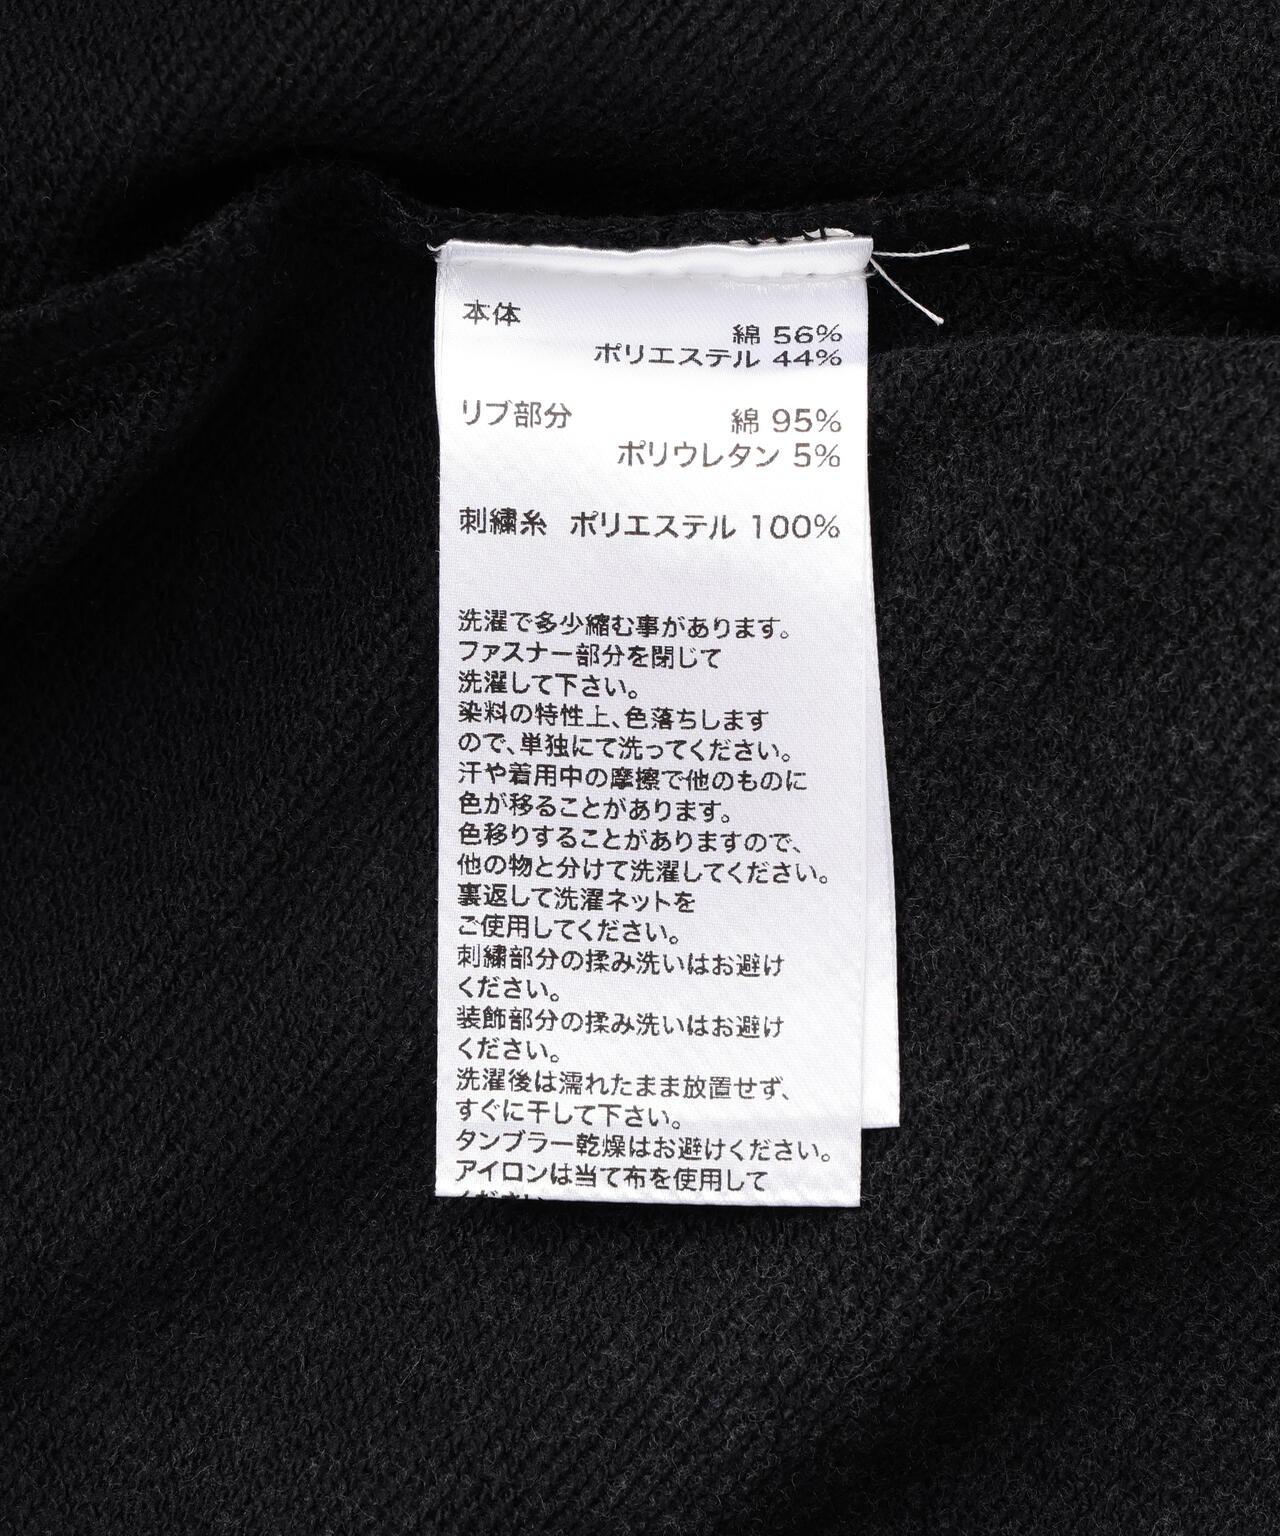 本体
綿 56%
ポリエステル 44%
リブ部分 綿 95%
ポリウレタン 5%
刺繍糸 ポリエステル 100%
洗濯で多少縮む事があります。
ファスナー部分を閉じて
洗濯して下さい。
染料の特性上、色落ちします
ので、単独にて洗ってください。
汗や着用中の摩擦で他のものに
色が移ることがあります。
色移りすることがありますので、
他の物と分けて洗濯してください。
裏返して洗濯ネットを
ご使用してください。
刺繍部分の揉み洗いはお避け
ください。
装飾部分の揉み洗いはお避け
ください。
洗濯後は濡れたまま放置せず、
すぐに干して下さい。
タンブラー乾燥はお避けください。
アイロンは当て布を使用して